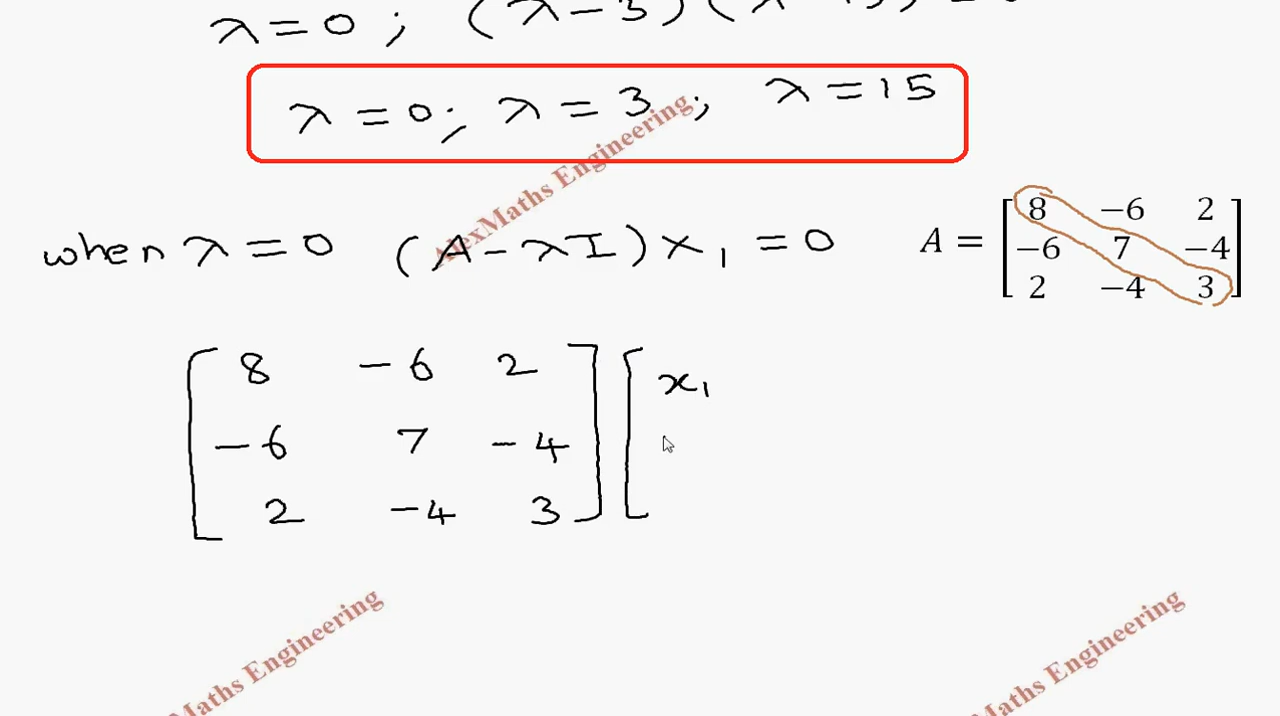 λ=0 ; (λ-3)(λ
λ=0; λ=3; λ=15
when λ=0 (A-λI)x₁=0
A = [8 −6 2
−6 7 −4
2 −4 3]
[8 -6 2
-6 7 -4
2 -4 3] [x₁
AlexMaths Engineering
Maths Engineering
Maths Engineering